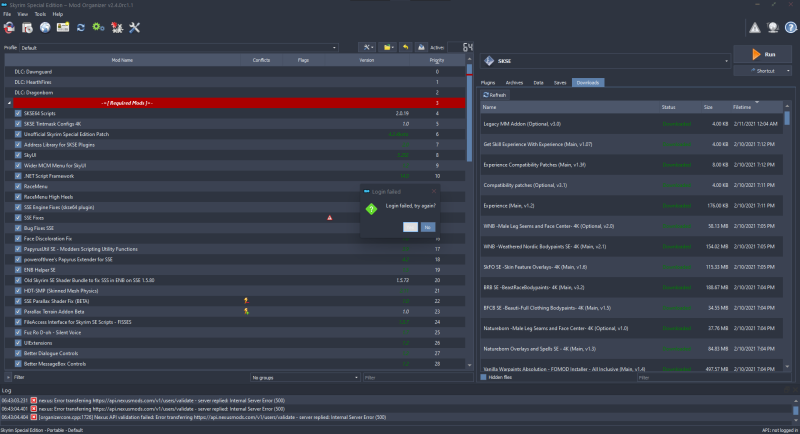 Skyrim Special Edition - Mod Organizer v2.4.0rc1.1
File View Tools Help
Profile Default Active: 64
Mod Name Conflicts Flags Version Priority
DLC: Dawnguard 0
DLC: HearthFires 1
DLC: Dragonborn 2
-=[ Required Mods ]=- 3
SKSE64 Scripts 2.0.19 4
SKSE Tintmask Configs 4K 1.0 5
Unofficial Skyrim Special Edition Patch 6
Address Library for SKSE Plugins 7
SkyUI 8
Wider MCM Menu for SkyUI 9
.NET Script Framework 10
RaceMenu
RaceMenu High Heels
SSE Engine Fixes (skse64 plugin)
SSE Fixes
Bug Fixes SSS
Face Discoloration Fix 16
PapyrusUtil SE - Modders Scripting Utility Functions 17
powerofthree's Papyrus Extender for SSE 18
ENB Helper SE 19
Old Skyrim SE Shader Bundle to fix SSS in ENB on SSE 1.5.80 1.5.72 20
HDT-SMP (Skinned Mesh Physics) 21
SSE Parallax Shader Fix (BETA) 22
Parallax Terrain Addon Beta 1.0 23
FileAccess Interface for Skyrim SE Scripts - FISSES 24
Fuz Ro D-oh - Silent Voice 25
UIExtensions 26
Better Dialogue Controls 27
Better MessageBox Controls 28
Filter No groups Filter
SKSE
Run
Shortcut
Plugins Archives Data Saves Downloads
Refresh
Name Status Size Filetime
Legacy MM Addon (Optional, v3.0) 4.00 KB 2/11/2021 12:04 AM
Get Skill Experience With Experience (Main, v1.07) 4.00 KB 2/10/2021 7:12 PM
Experience Compatibility Patches (Main, v1.3f) 8.00 KB 2/10/2021 7:12 PM
Compatibility patches (Optional, v3.1) 4.00 KB 2/10/2021 7:12 PM
Experience (Main, v1.2) 176.00 KB 2/10/2021 7:12 PM
WNB -Male Leg Seams and Face Center- 4K (Optional, v2.0) 58.13 MB 2/10/2021 7:05 PM
WNB -Weathered Nordic Bodypaints SE- 4K (Main, v2.1) 154.02 MB 2/10/2021 7:05 PM
SkFO SE -Skin Feature Overlays- 4K (Main, v1.6) 115.33 MB 2/10/2021 7:05 PM
BRB SE -BeastRaceBodypaints- 4K (Main, v3.2) 188.67 MB 2/10/2021 7:04 PM
BFCB SE -Beauti-Full Clothing Bodypaints- 4K (Main, v1.5) 34.55 MB 2/10/2021 7:04 PM
Natureborn -Male Leg Seams and Face Center- 4K (Optional, v1.0) 37.76 MB 2/10/2021 7:04 PM
Natureborn Overlays and Spells SE - 4K (Main, v1.3) 84.83 MB 2/10/2021 7:04 PM
Vanilla Warpaints Absolution - FOMOD Installer - All Inclusive (Main, v1.4) 497.57 MB 2/10/2021 7:04 PM
Hidden files Filter
Login Failed
Login failed, try again?
No
Log
06:43:03.231 nexus: Error transferring https://api.nexusmods.com/v1/users/validate - server replied: Internal Server Error (500)
06:43:04.401 nexus: Error transferring https://api.nexusmods.com/v1/users/validate - server replied: Internal Server Error (500)
06:43:04.404 [organizercore.cpp:1720] Nexus API validation failed: Error transferring https://api.nexusmods.com/v1/users/validate - server replied: Internal Server Error (500)
Skyrim Special Edition - Portable - Default API: not logged in